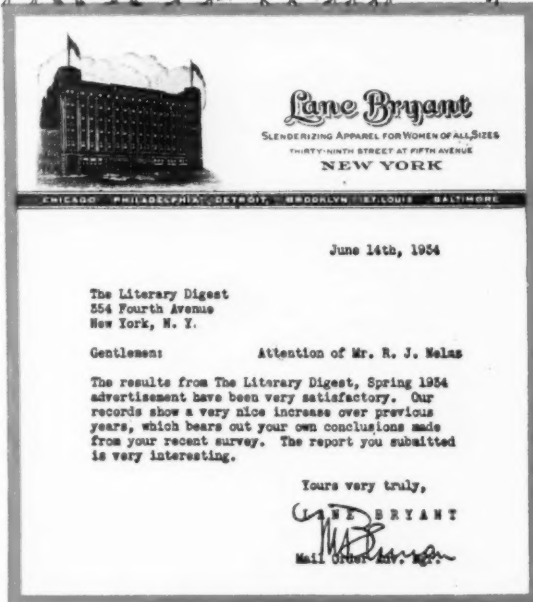 Lane Bryant
SLENDERIZING APPAREL FOR WOMEN OF ALL SIZES
THIRTY-NINTH STREET AT FIFTH AVENUE
NEW YORK
CHICAGO PHILADELPHIA DETROIT BROOKLYN ST. LOUIS BALTIMORE
June 14th, 1934
The Literary Digest
354 Fourth Avenue
New York, N. Y.
Gentlemen: Attention of Mr. R. J. Nelms
The results from The Literary Digest, Spring 1934
advertisement have been very satisfactory. Our
records show a very nice increase over previous
years, which bears out your own conclusions made
from your recent survey. The report you submitted
is very interesting.
Yours very truly,
LANE BRYANT
Mail Order Adv. Mgr.